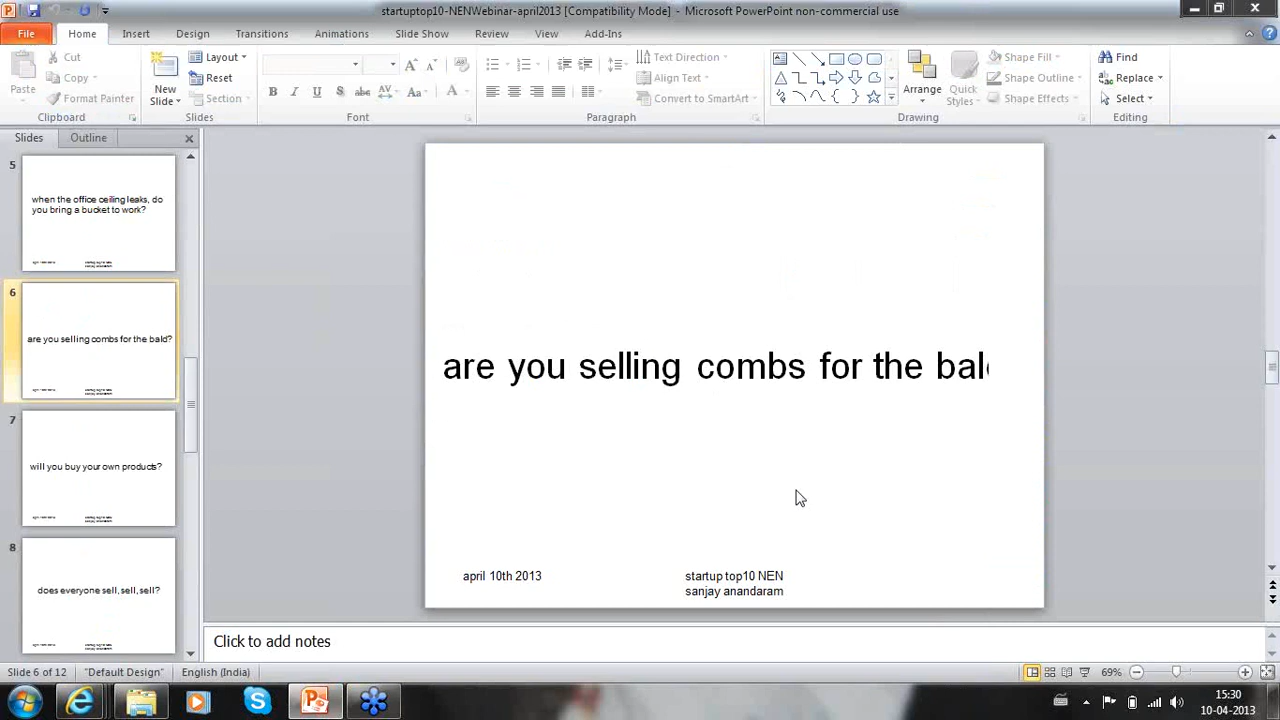 startuptop10-NENWebinar-april2013 [Compatibility Mode] - Microsoft PowerPoint non-commercial use
File Home Insert Design Transitions Animations Slide Show Review View Add-Ins
Cut
Copy
Format Painter
Paste
Clipboard
New
Slide
Layout
Reset
Section
Slides
Font
Text Direction
Align Text
Convert to SmartArt
Paragraph
Arrange
Quick
Styles
Shape Fill
Shape Outline
Shape Effects
Drawing
Find
Replace
Select
Editing
Slides Outline
5
when the office ceiling leaks, do
you bring a bucket to work?
6
are you selling combs for the bald?
7
will you buy your own products?
8
does everyone sell, sell, sell?
are you selling combs for the bal
april 10th 2013
startup top10 NEN
sanjay anandaram
Click to add notes
Slide 6 of 12 "Default Design" English (India) 69%
15:30
10-04-2013